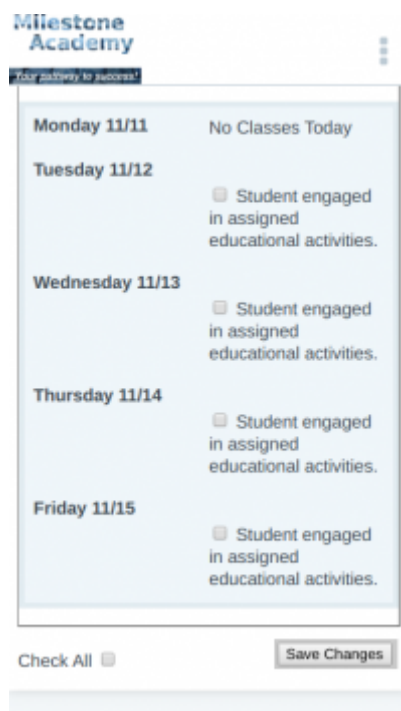 Milestone
Academy
Your pathway to success!
Monday 11/11 No Classes Today
Tuesday 11/12
Student engaged
in assigned
educational activities.
Wednesday 11/13
Student engaged
in assigned
educational activities.
Thursday 11/14
Student engaged
in assigned
educational activities.
Friday 11/15
Student engaged
in assigned
educational activities.
Check All Save Changes